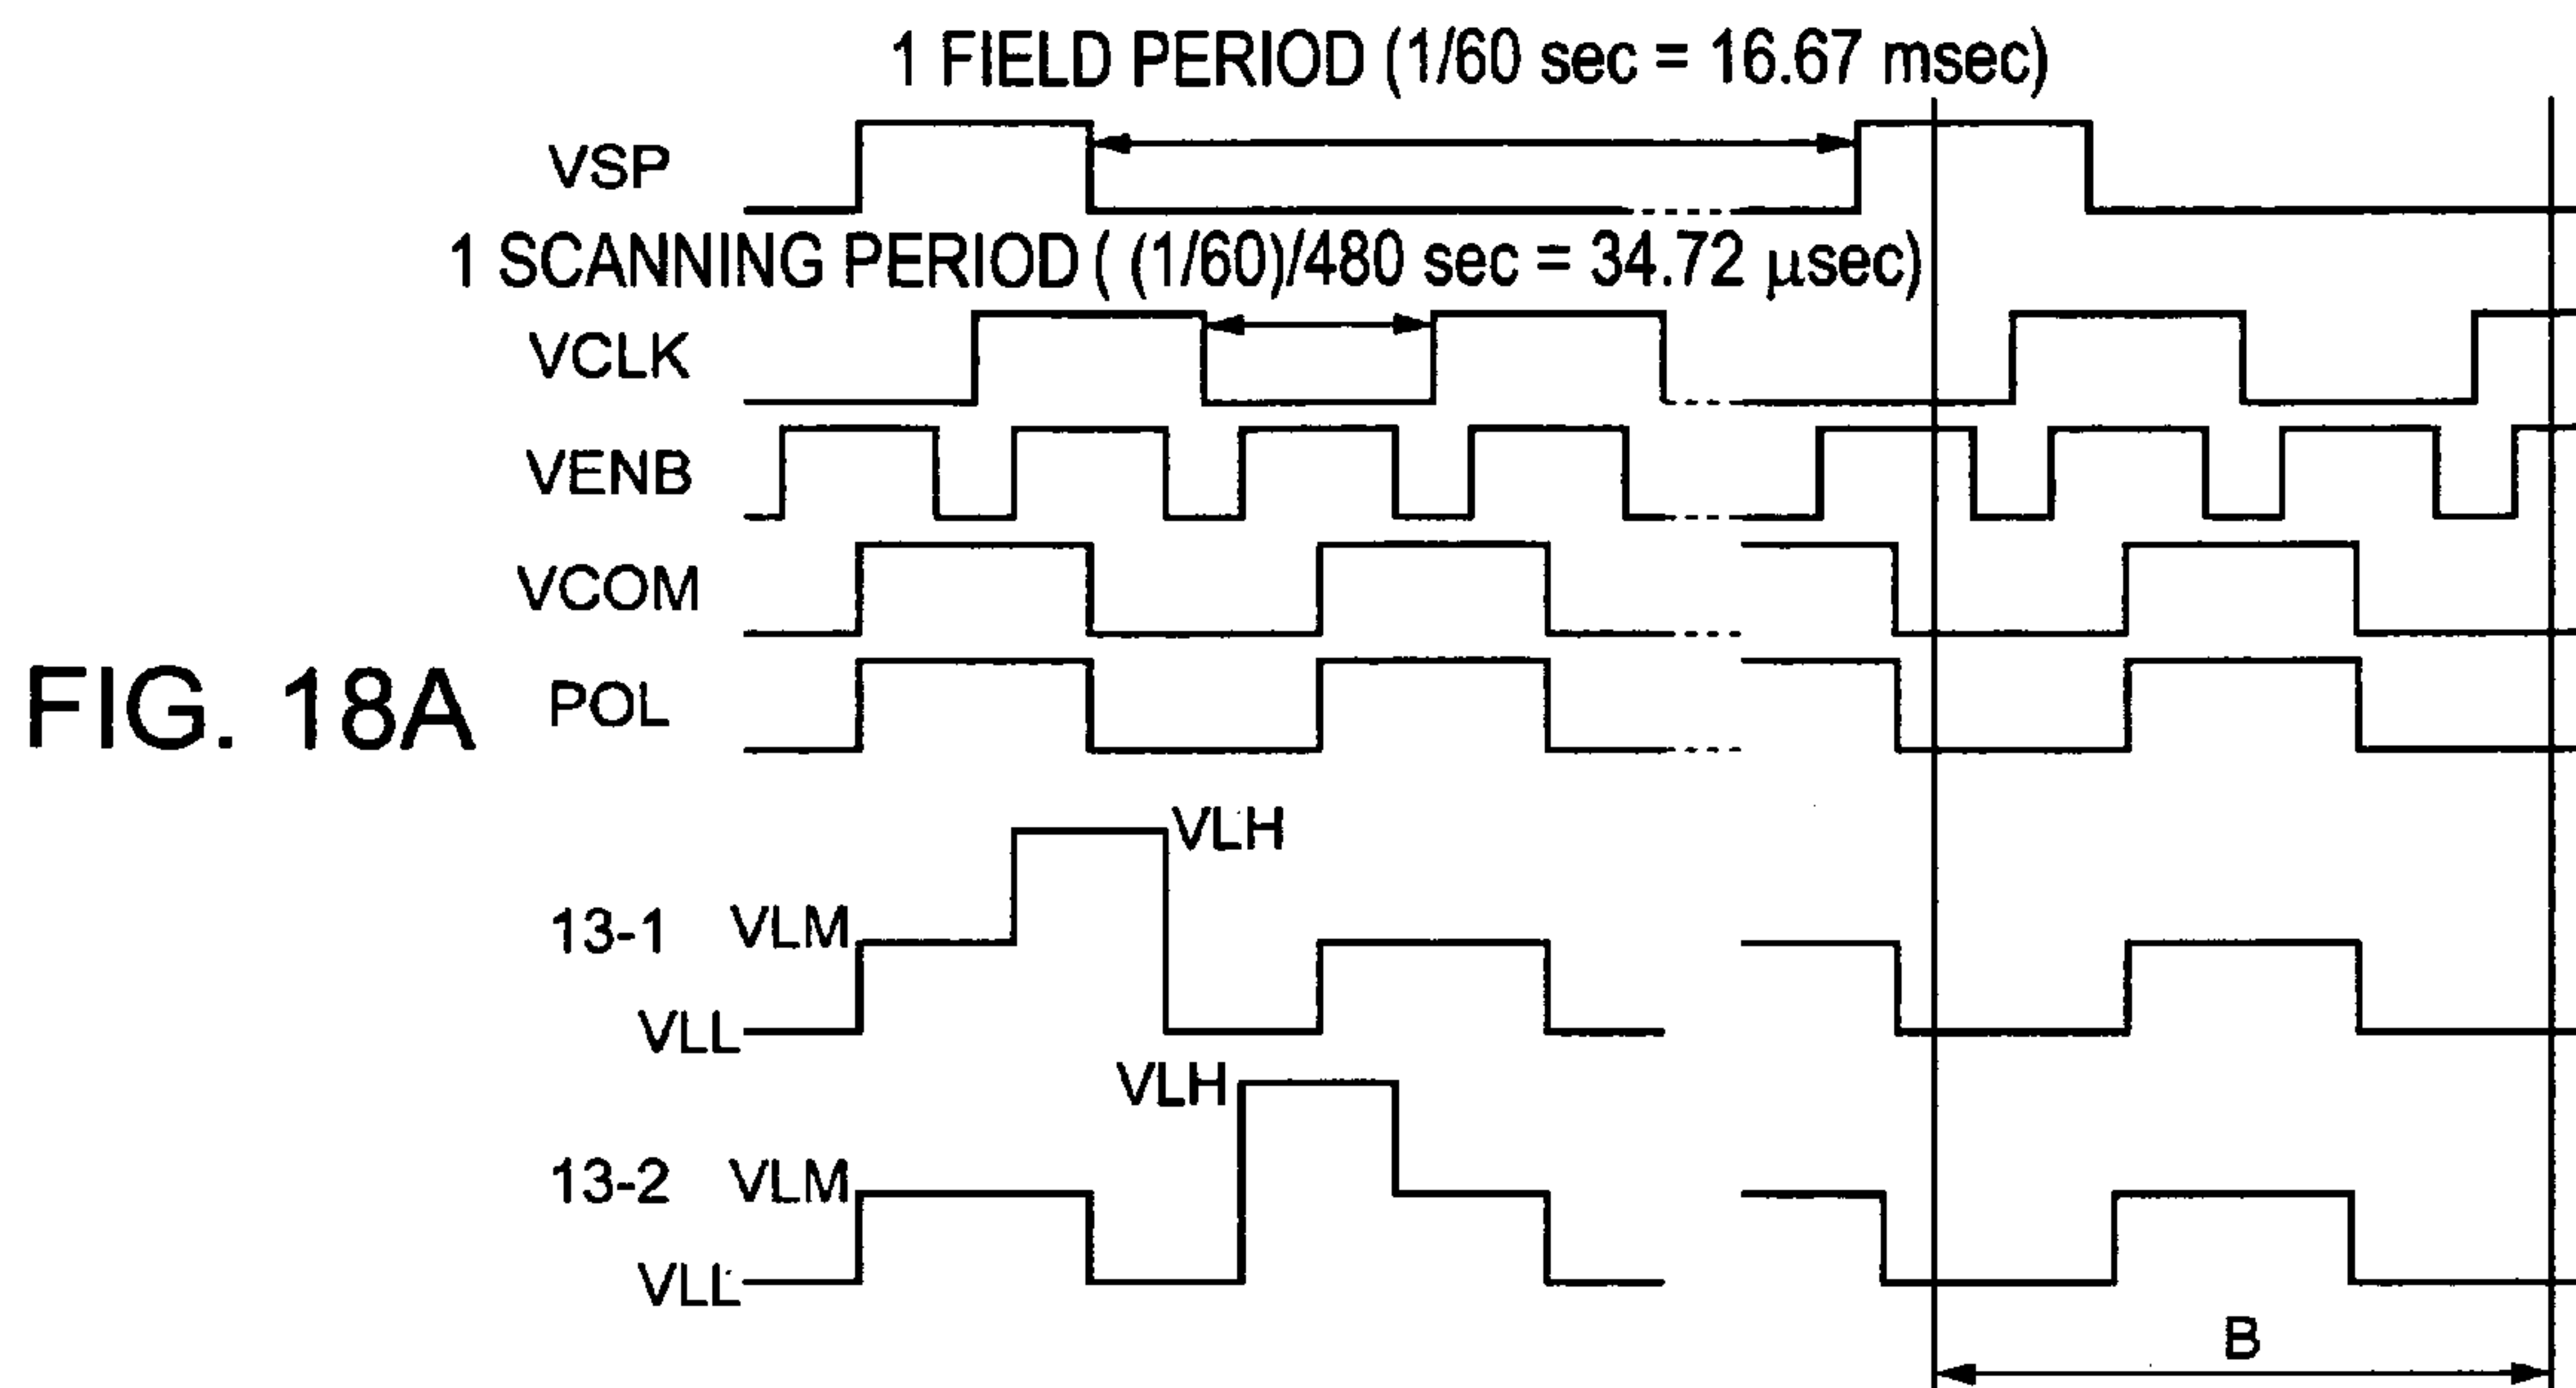 1 FIELD PERIOD (1/60 sec = 16.67 msec)
VSP
1 SCANNING PERIOD ( (1/60)/480 sec = 34.72 μsec)
VCLK
VENB
VCOM
FIG. 18A
POL
VLH
13-1 VLM
VLL
VLH
13-2 VLM
VLL
B